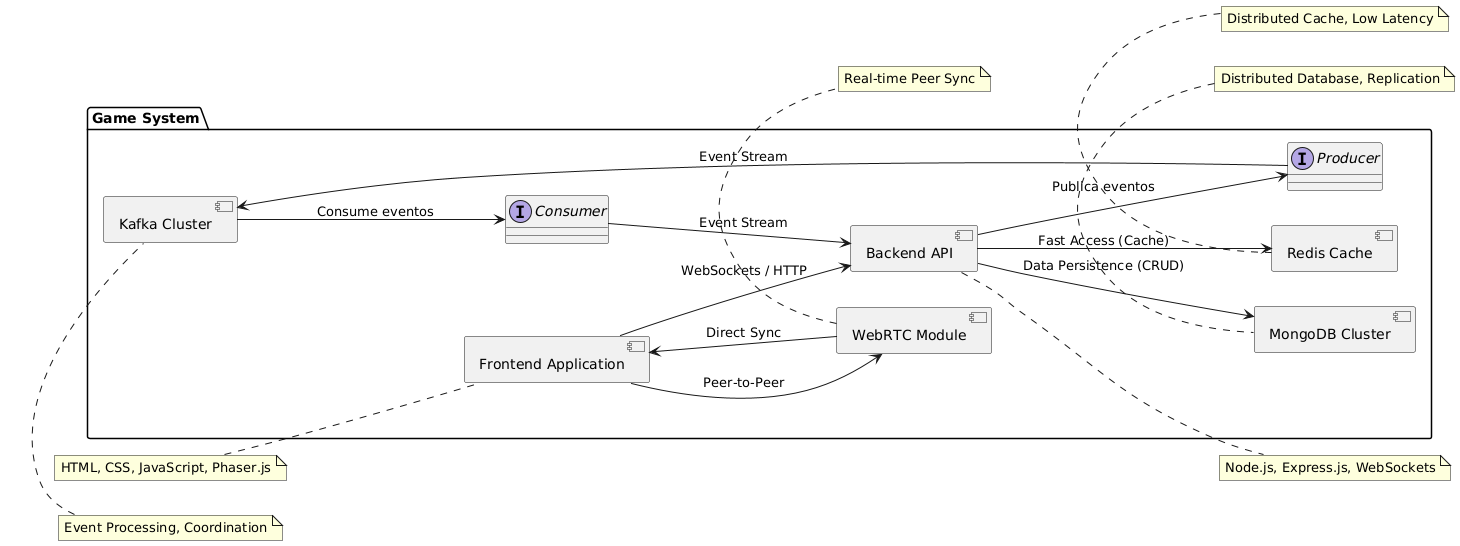 Distributed Cache, Low Latency
Real-time Peer Sync
Distributed Database, Replication
Game System
Event Stream
I Producer
Publica eventos
Kafka Cluster
Consume eventos
I Consumer
Event Stream
Backend API
Fast Access (Cache)
Redis Cache
WebSockets / HTTP
Data Persistence (CRUD)
Direct Sync
WebRTC Module
MongoDB Cluster
Frontend Application
Peer-to-Peer
HTML, CSS, JavaScript, Phaser.js
Node.js, Express.js, WebSockets
Event Processing, Coordination